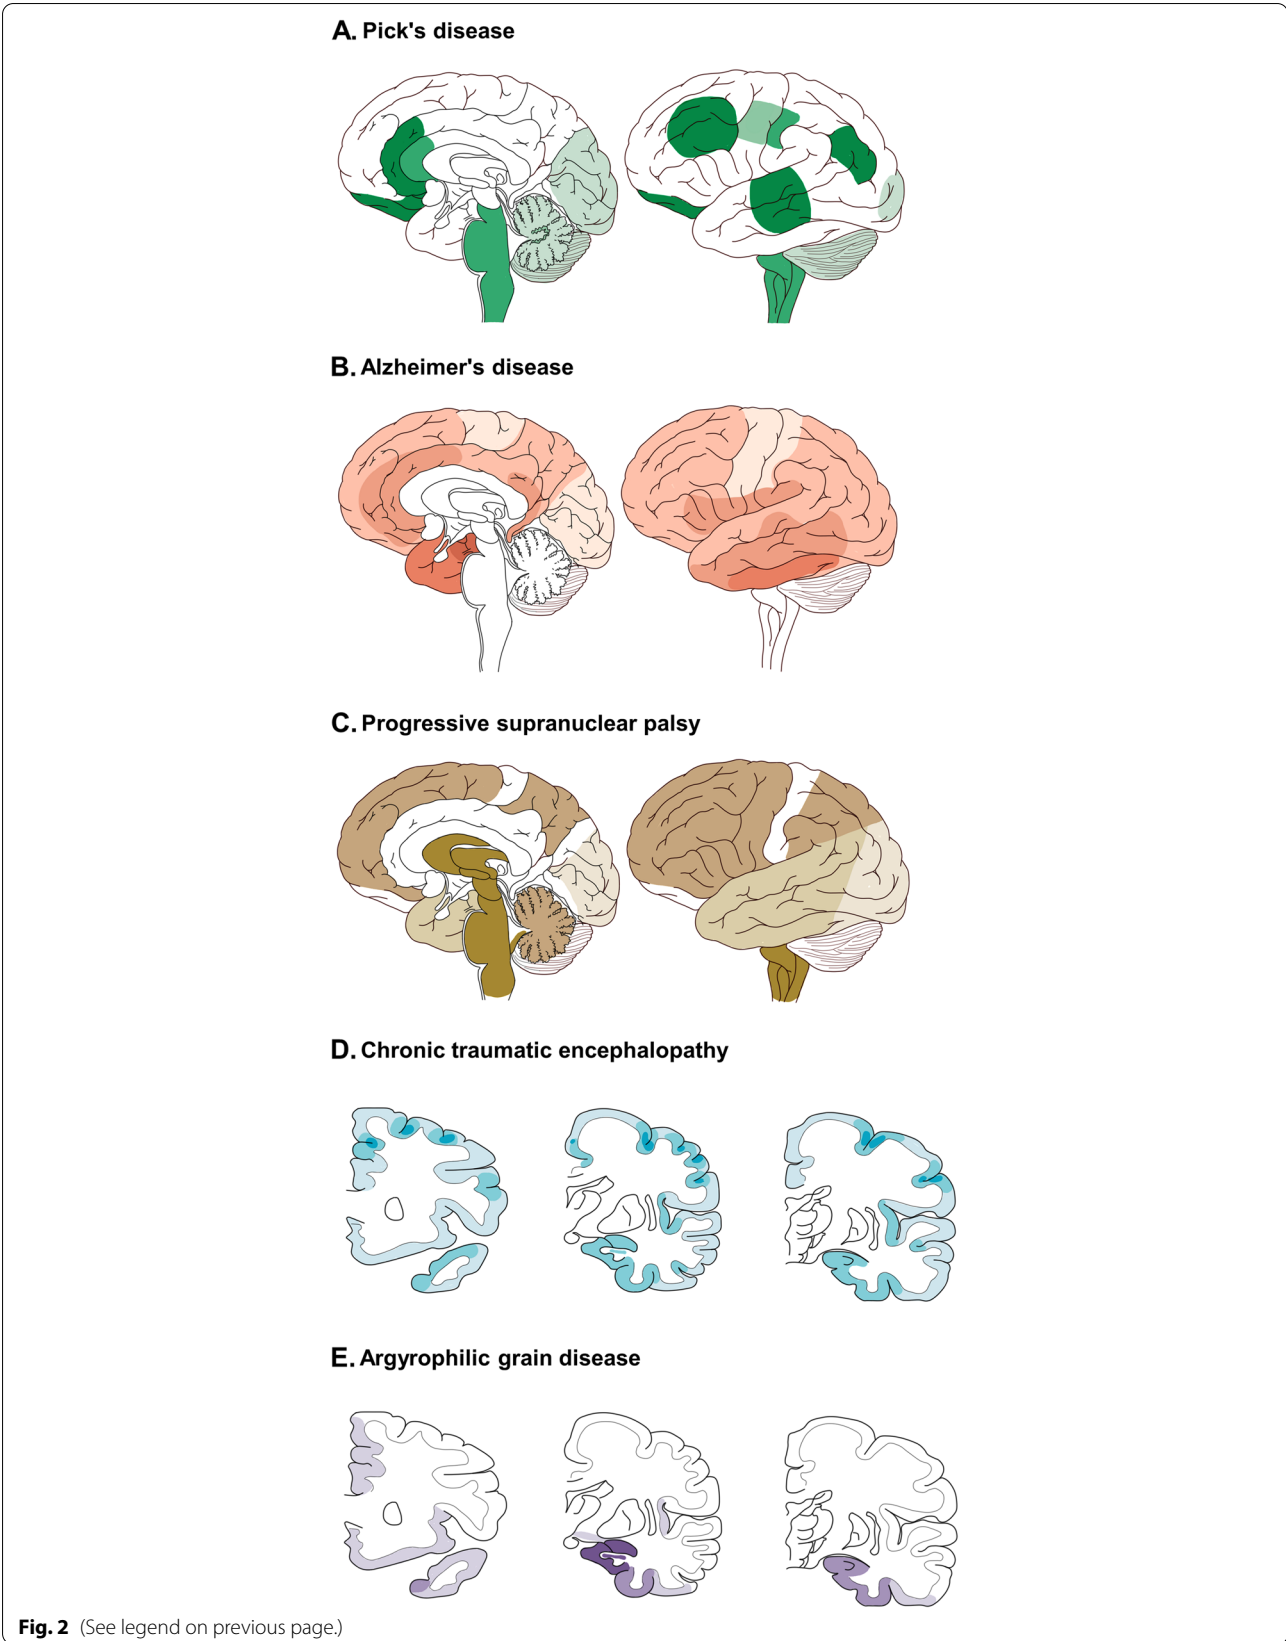 A. Pick's disease
B. Alzheimer's disease
C. Progressive supranuclear palsy
D. Chronic traumatic encephalopathy
E. Argyrophilic grain disease
Fig. 2 (See legend on previous page.)